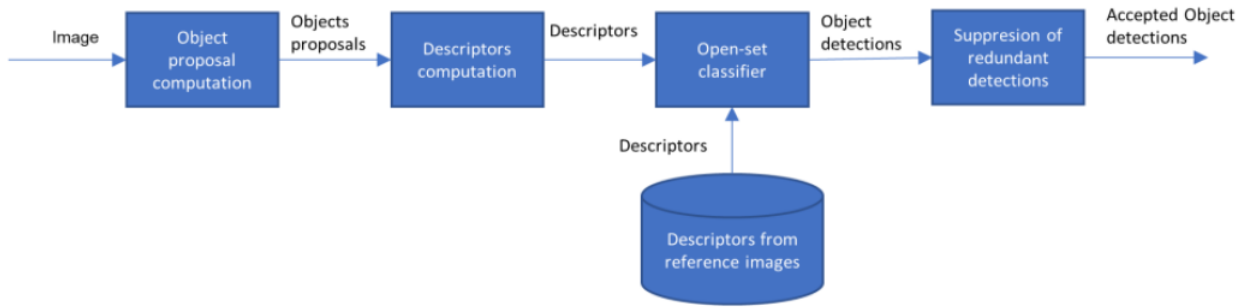 Image
Object
proposal
computation
Objects
proposals
Descriptors
computation
Descriptors
Open-set
classifier
Object
detections
Suppresion of
redundant
detections
Accepted Object
detections
Descriptors
Descriptors from
reference images